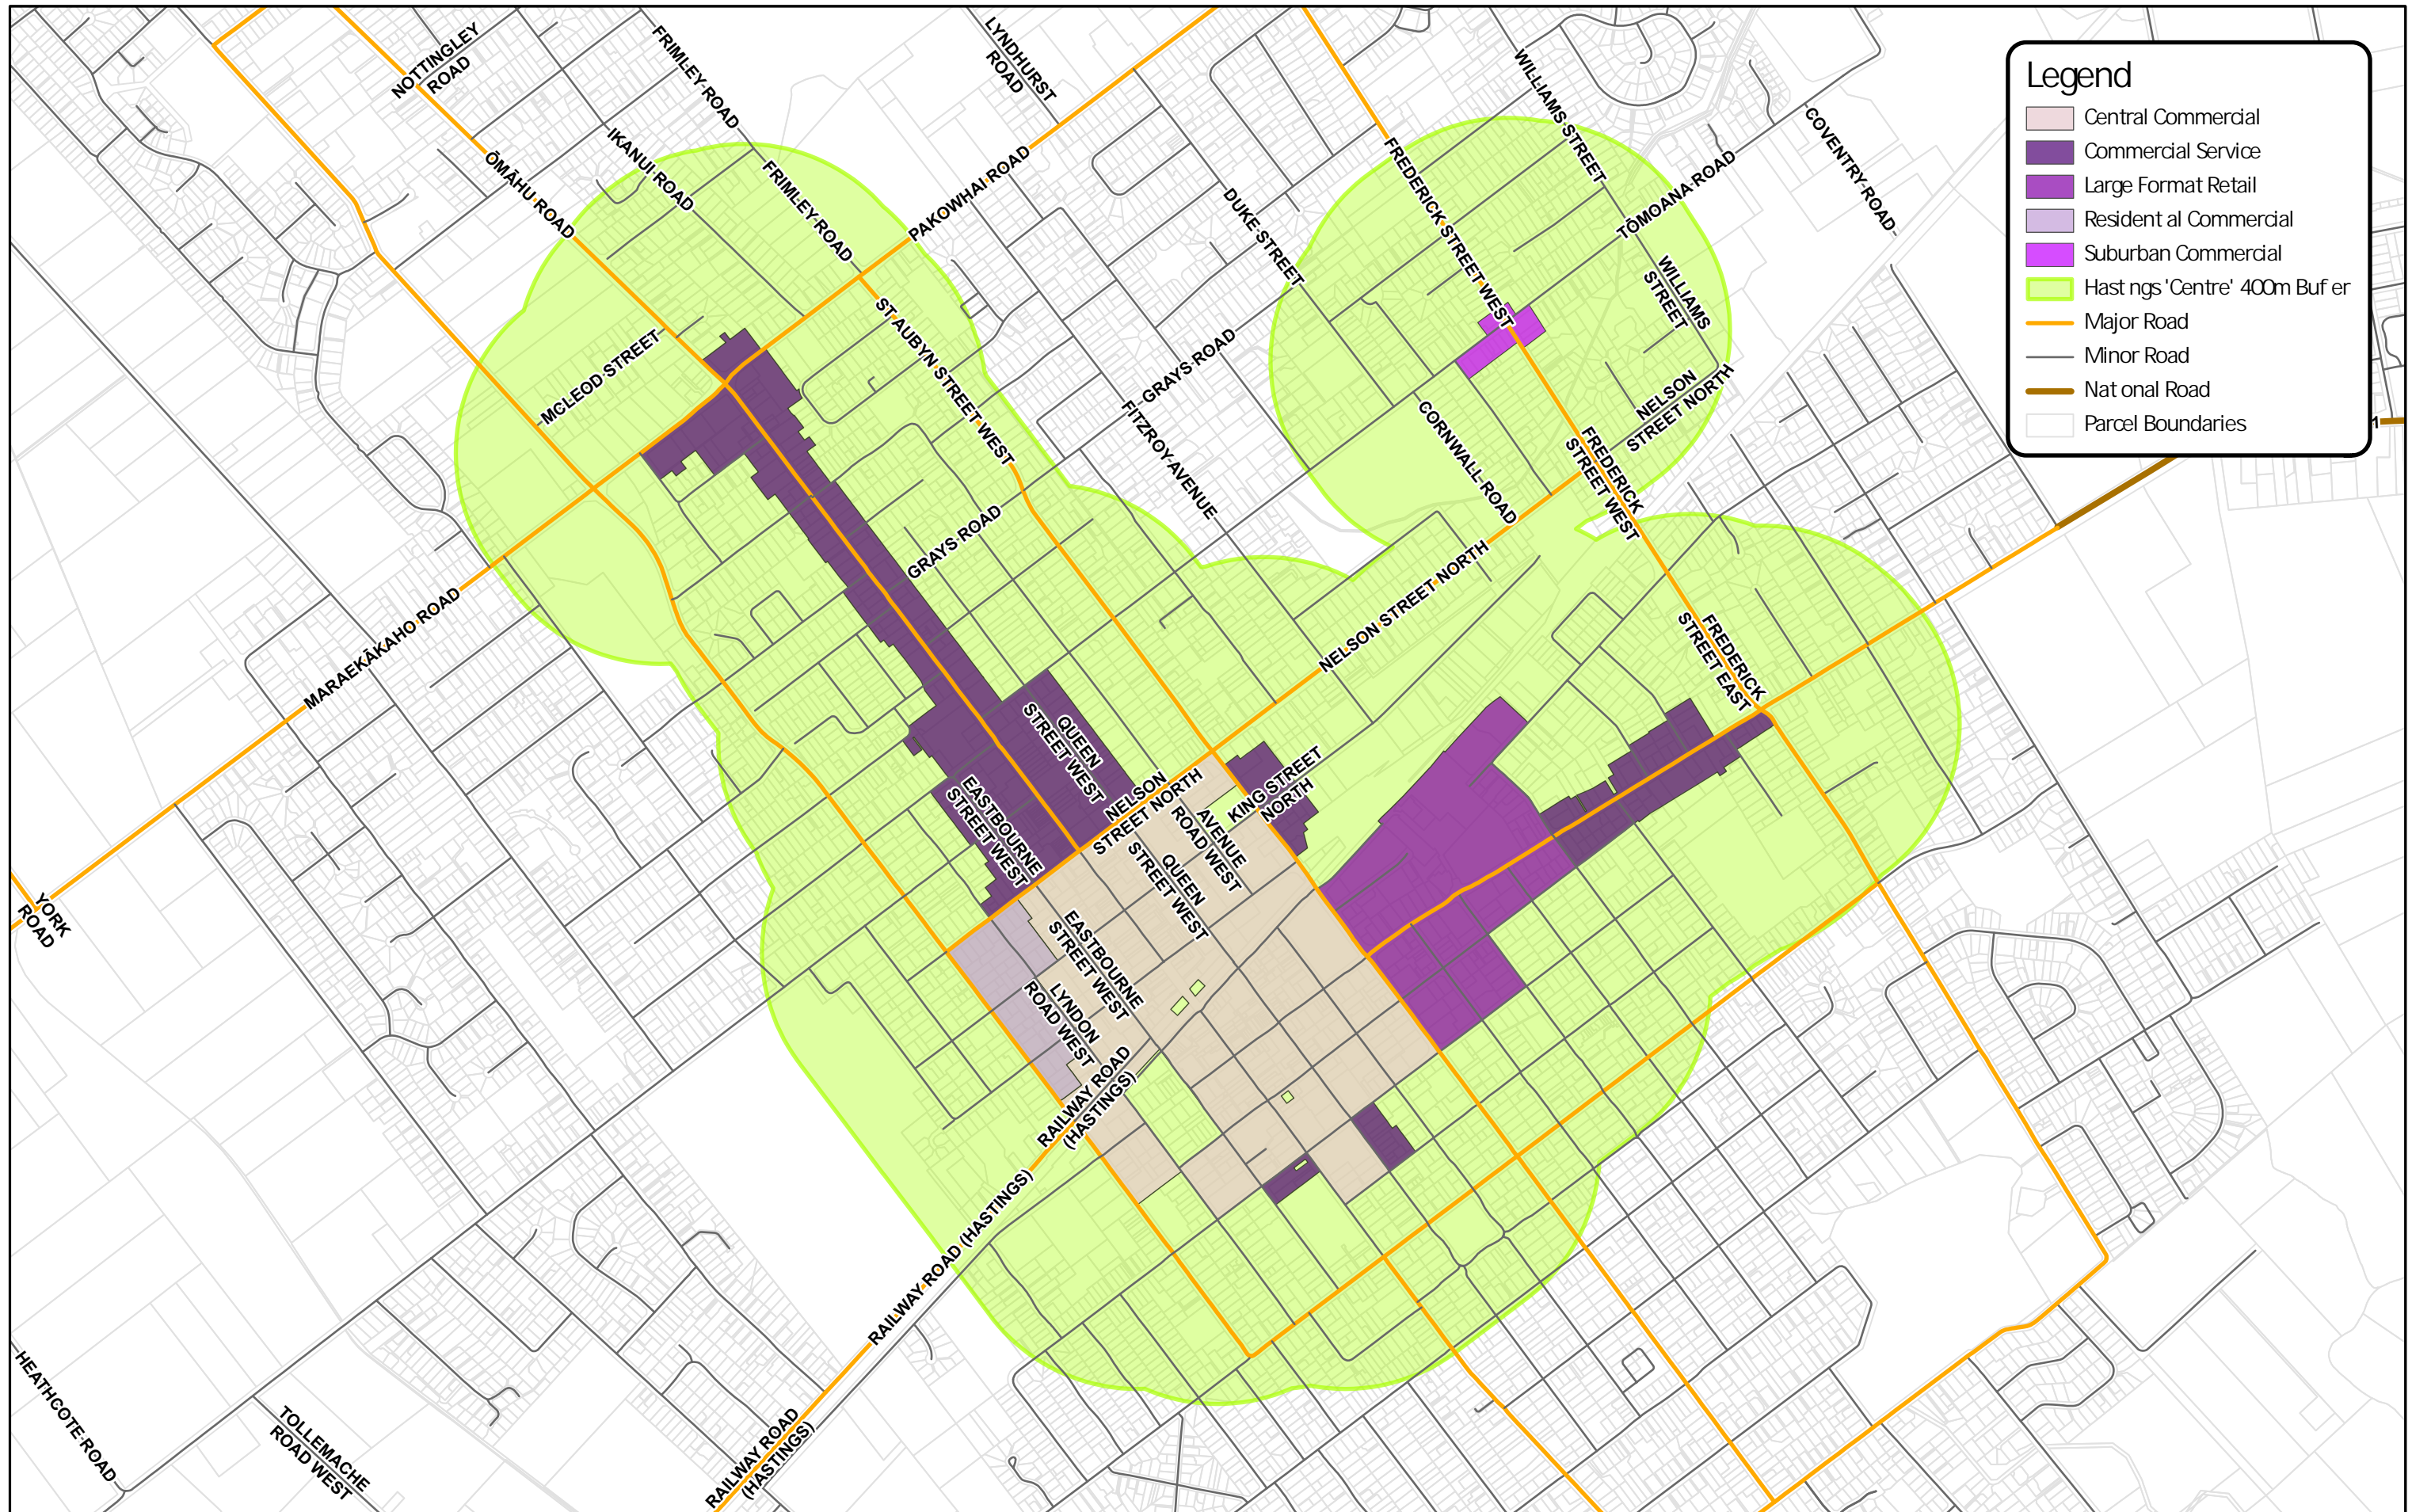 NOTTINGLEY
ROAD
FRIMLEY ROAD
LYNDHURST
ROAD
WILLIAMS STREET
COVENTRY ROAD
IKANUI ROAD
ŌMĀHU ROAD
FRIMLEY ROAD
PAKOWHAI ROAD
DUKE STREET
FREDERICK STREET WEST
TŌMOANA ROAD
WILLIAMS
STREET
MCLEOD STREET
ST AUBYN STREET WEST
GRAYS ROAD
FITZROY AVENUE
CORNWALL ROAD
NELSON
STREET NORTH
FREDERICK
STREET WEST
GRAYS ROAD
NELSON STREET NORTH
MARAEKĀKAHO ROAD
FREDERICK
STREET EAST
QUEEN
STREET WEST
NELSON
STREET NORTH
KING STREET
NORTH
AVENUE
ROAD WEST
EASTBOURNE
STREET WEST
QUEEN
STREET WEST
YORK
ROAD
EASTBOURNE
STREET WEST
LYNDON
ROAD WEST
RAILWAY ROAD
(HASTINGS)
RAILWAY ROAD (HASTINGS)
HEATHCOTE ROAD
TOLLEMACHE
ROAD WEST
RAILWAY ROAD
(HASTINGS)
Legend
Central Commercial
Commercial Service
Large Format Retail
Resident al Commercial
Suburban Commercial
Hast ngs 'Centre' 400m Buf er
Major Road
Minor Road
Nat onal Road
Parcel Boundaries
1